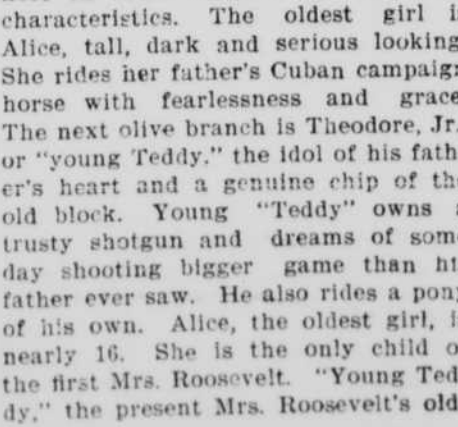 characteristics. The oldest girl i
Alice, tall, dark and serious looking
She rides her father's Cuban campaig
horse with fearlessness and grace
The next olive branch is Theodore, Jr.
or "young Teddy." the idol of his fath
er's heart and a genuine chip of th
old block. Young "Teddy" owns
trusty shotgun and dreams of som
day shooting bigger game than hi
father ever saw. He also rides a pon
of his own. Alice, the oldest girl, i
nearly 16. She is the only child o
the first Mrs. Roosevelt. "Young Ted
dy," the present Mrs. Roosevelt's old